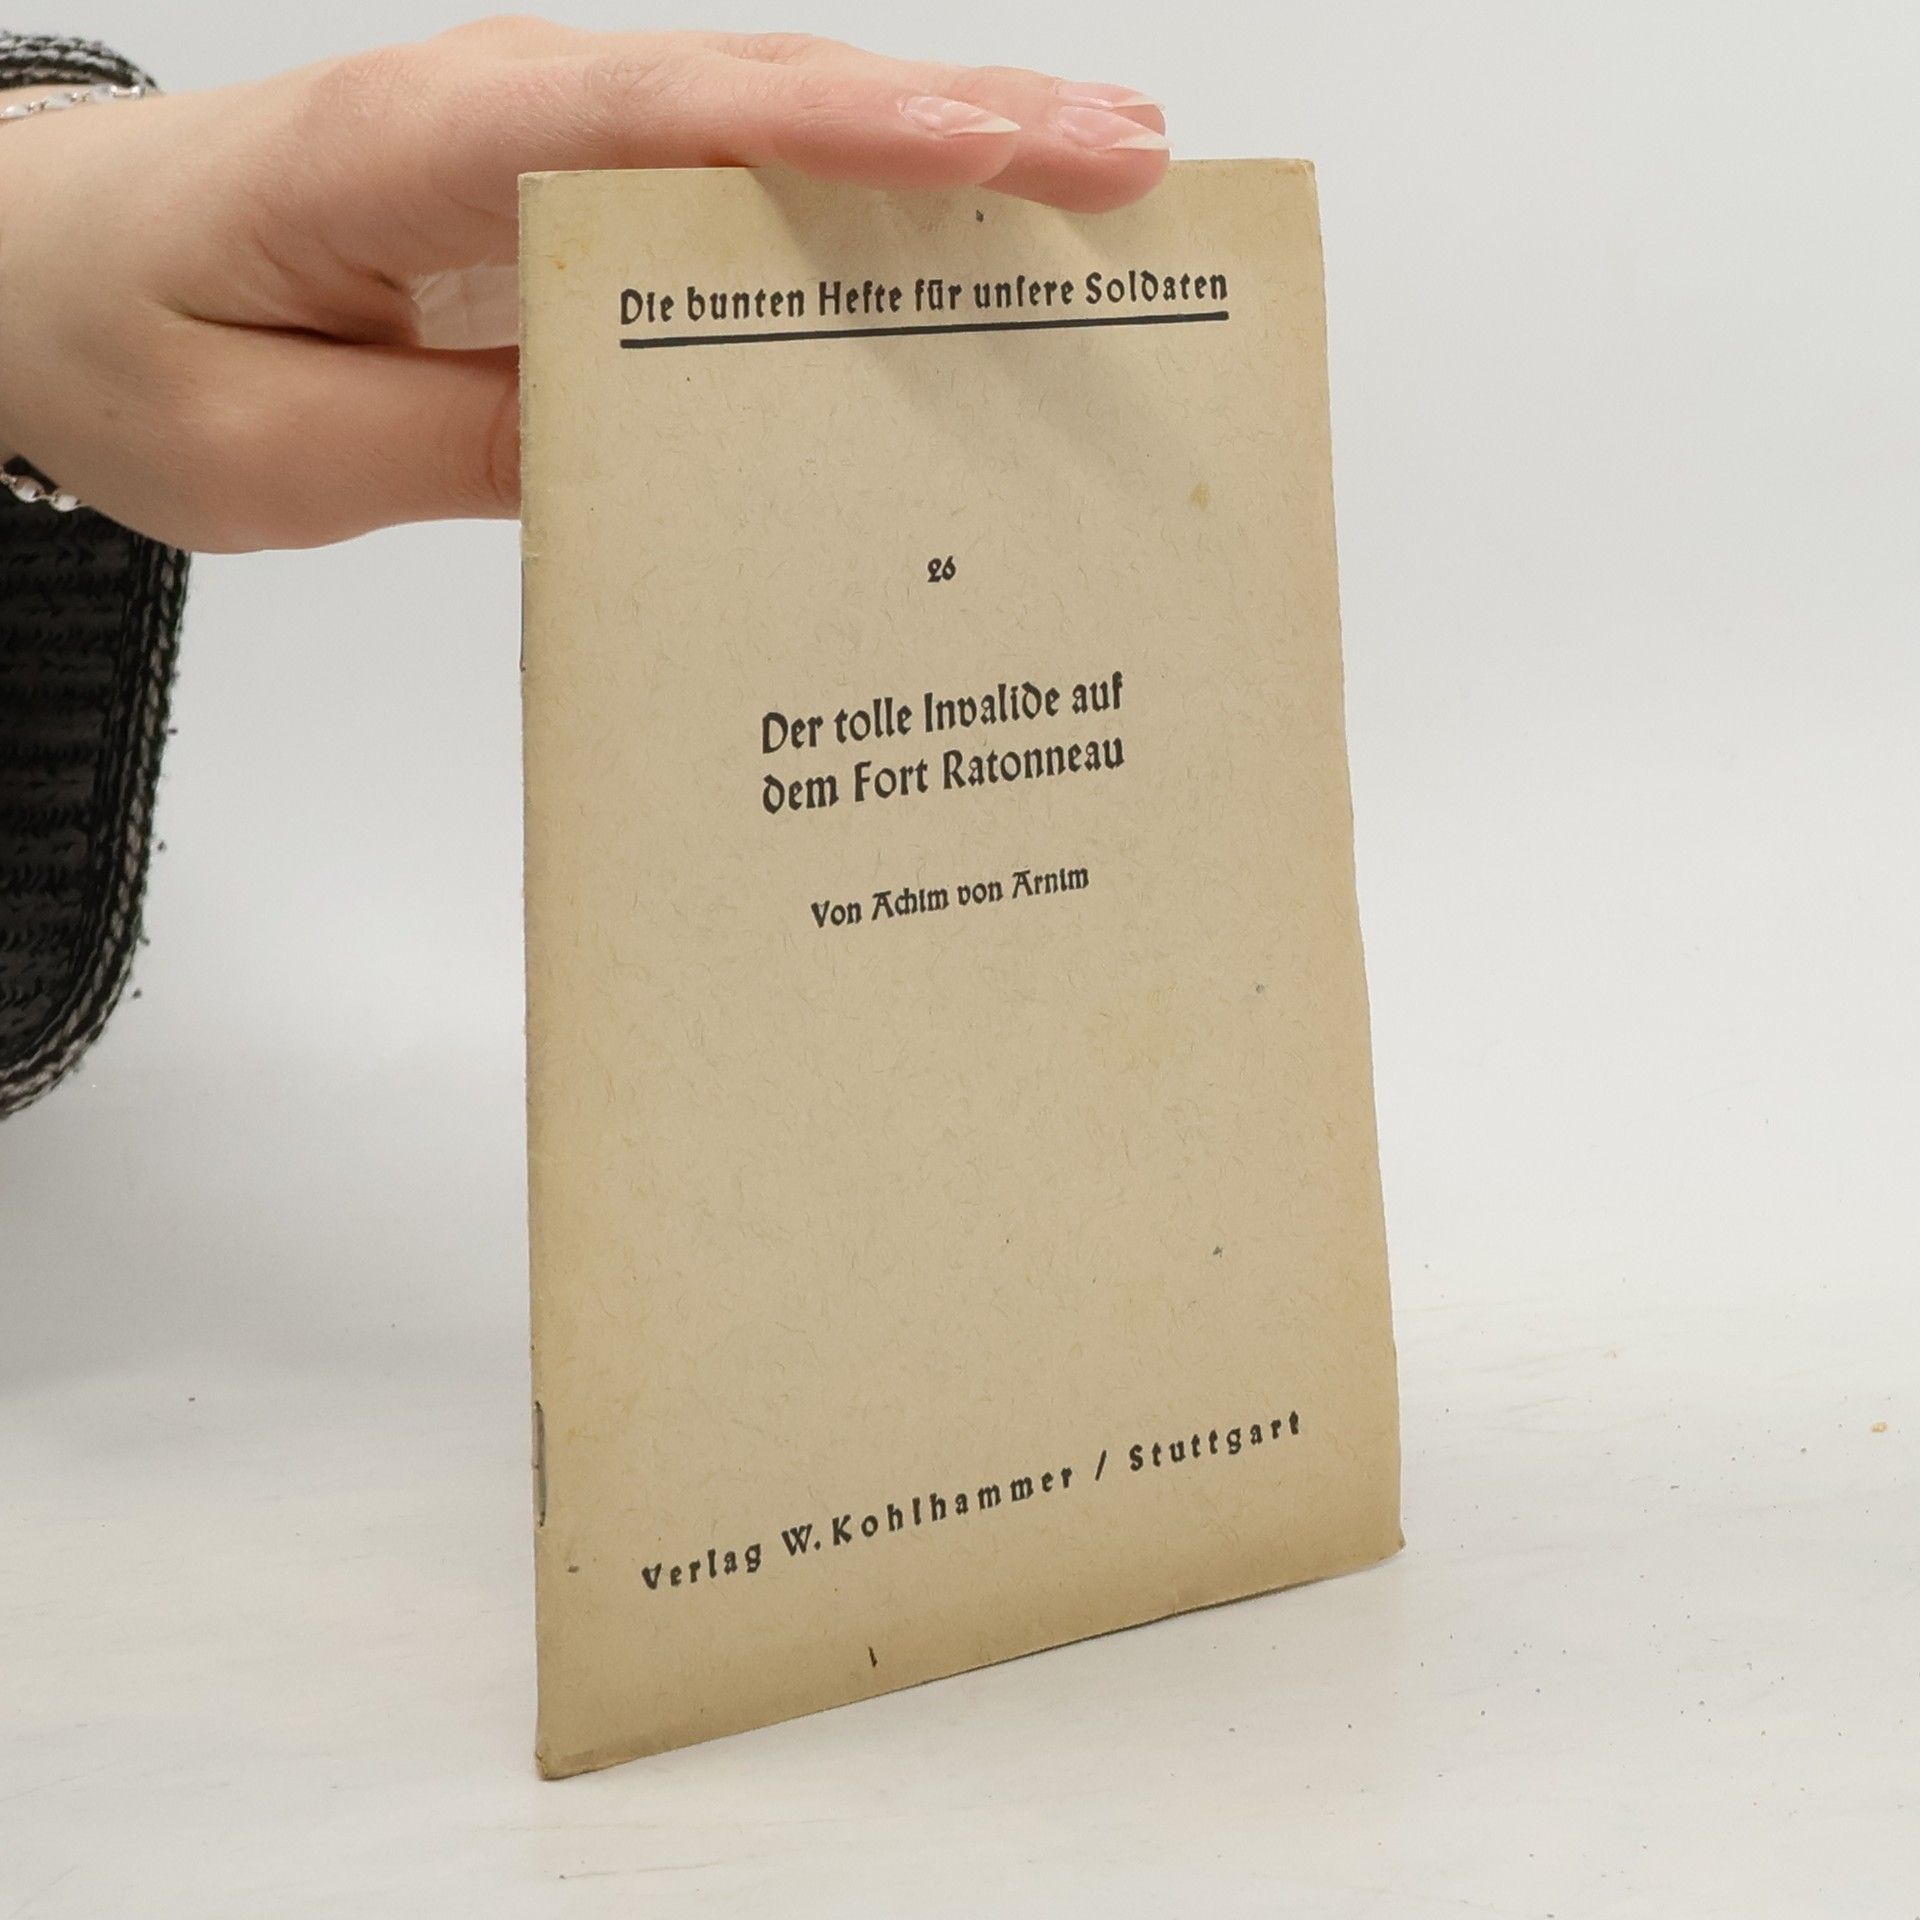 Die bunten Hefte für unſere Soldaten
26
Der tolle Invalide auf
dem Fort Ratonneau
Von Achim von Arnim
Verlag W. Kohlhammer / Stuttgart